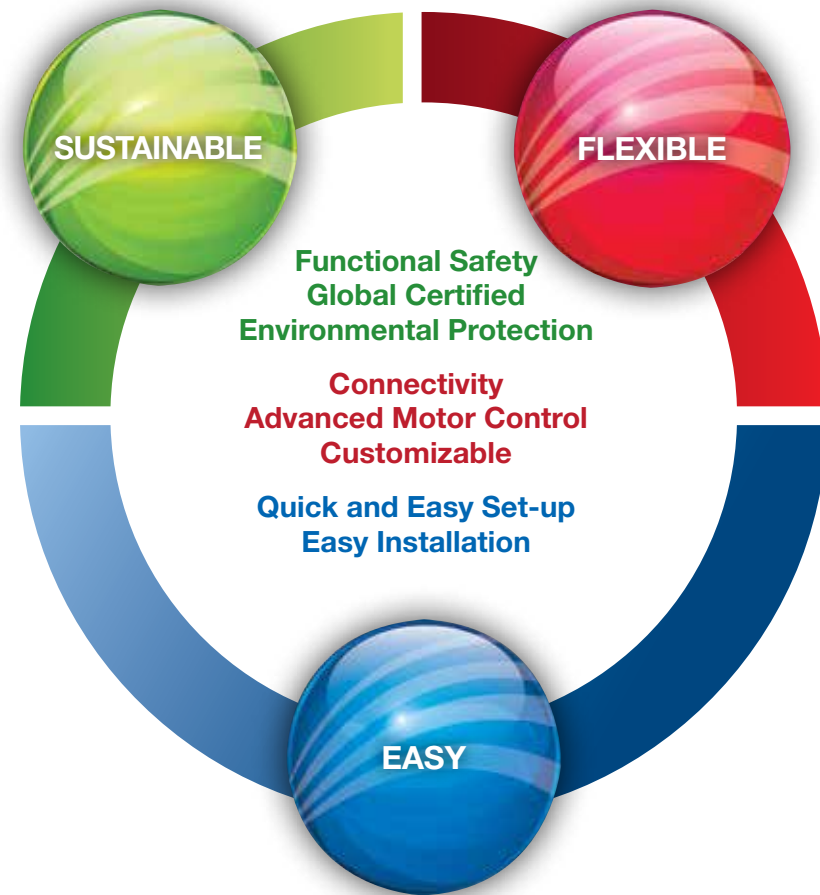 SUSTAINABLE
FLEXIBLE
Functional Safety
Global Certified
Environmental Protection
Connectivity
Advanced Motor Control
Customizable
Quick and Easy Set-up
Easy Installation
EASY